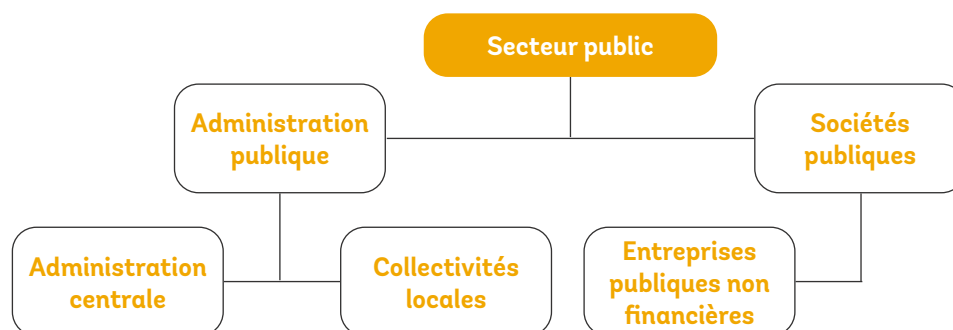 Secteur public
Administration
publique
Sociétés
publiques
Administration
centrale
Collectivités
locales
Entreprises
publiques non
financières